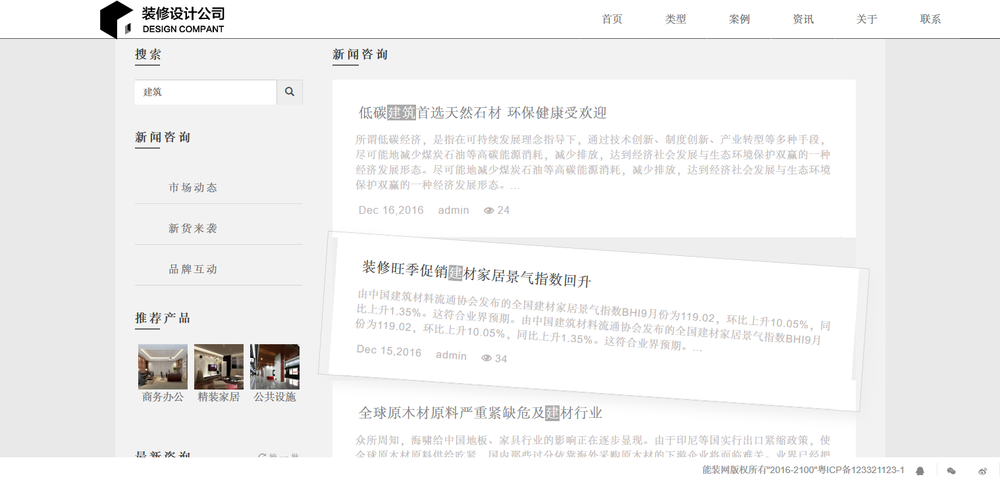 装修设计公司
DESIGN COMPANT
首页
类型
案例
资讯
关于
联系
搜索
建筑
新闻咨询
市场动态
新货来袭
品牌互动
推荐产品
商务办公
精装家居
公共设施
最新咨询
换一批
新闻咨询
低碳建筑首选天然石材 环保健康受欢迎
所谓低碳经济，是指在可持续发展理念指导下，通过技术创新、制度创新、产业转型等多种手段，
尽可能地减少煤炭石油等高碳能源消耗，减少排放，达到经济社会发展与生态环境保护双赢的一种
经济发展形态。尽可能地减少煤炭石油等高碳能源消耗，减少排放，达到经济社会发展与生态环境
保护双赢的一种经济发展形态。...
Dec 16,2016 admin 24
装修旺季促销建材家居景气指数回升
由中国建筑材料流通协会发布的全国建材家居景气指数BHI9月份为119.02，环比上升10.05%，同
比上升1.35%。这符合业界预期。由中国建筑材料流通协会发布的全国建材家居景气指数BHI9月
份为119.02，环比上升10.05%，同比上升1.35%。这符合业界预期。...
Dec 15,2016 admin 34
全球原木材原料严重紧缺危及建材行业
众所周知，海啸给中国地板、家具行业的影响正在逐步显现。由于印尼等国实行出口紧缩政策，使
全球原木材原料供给吃紧，国内那些过分依靠海外采购原木材的下游企业将面临难关。业界已经把
能装网版权所有"2016-2100"粤ICP备123321123-1